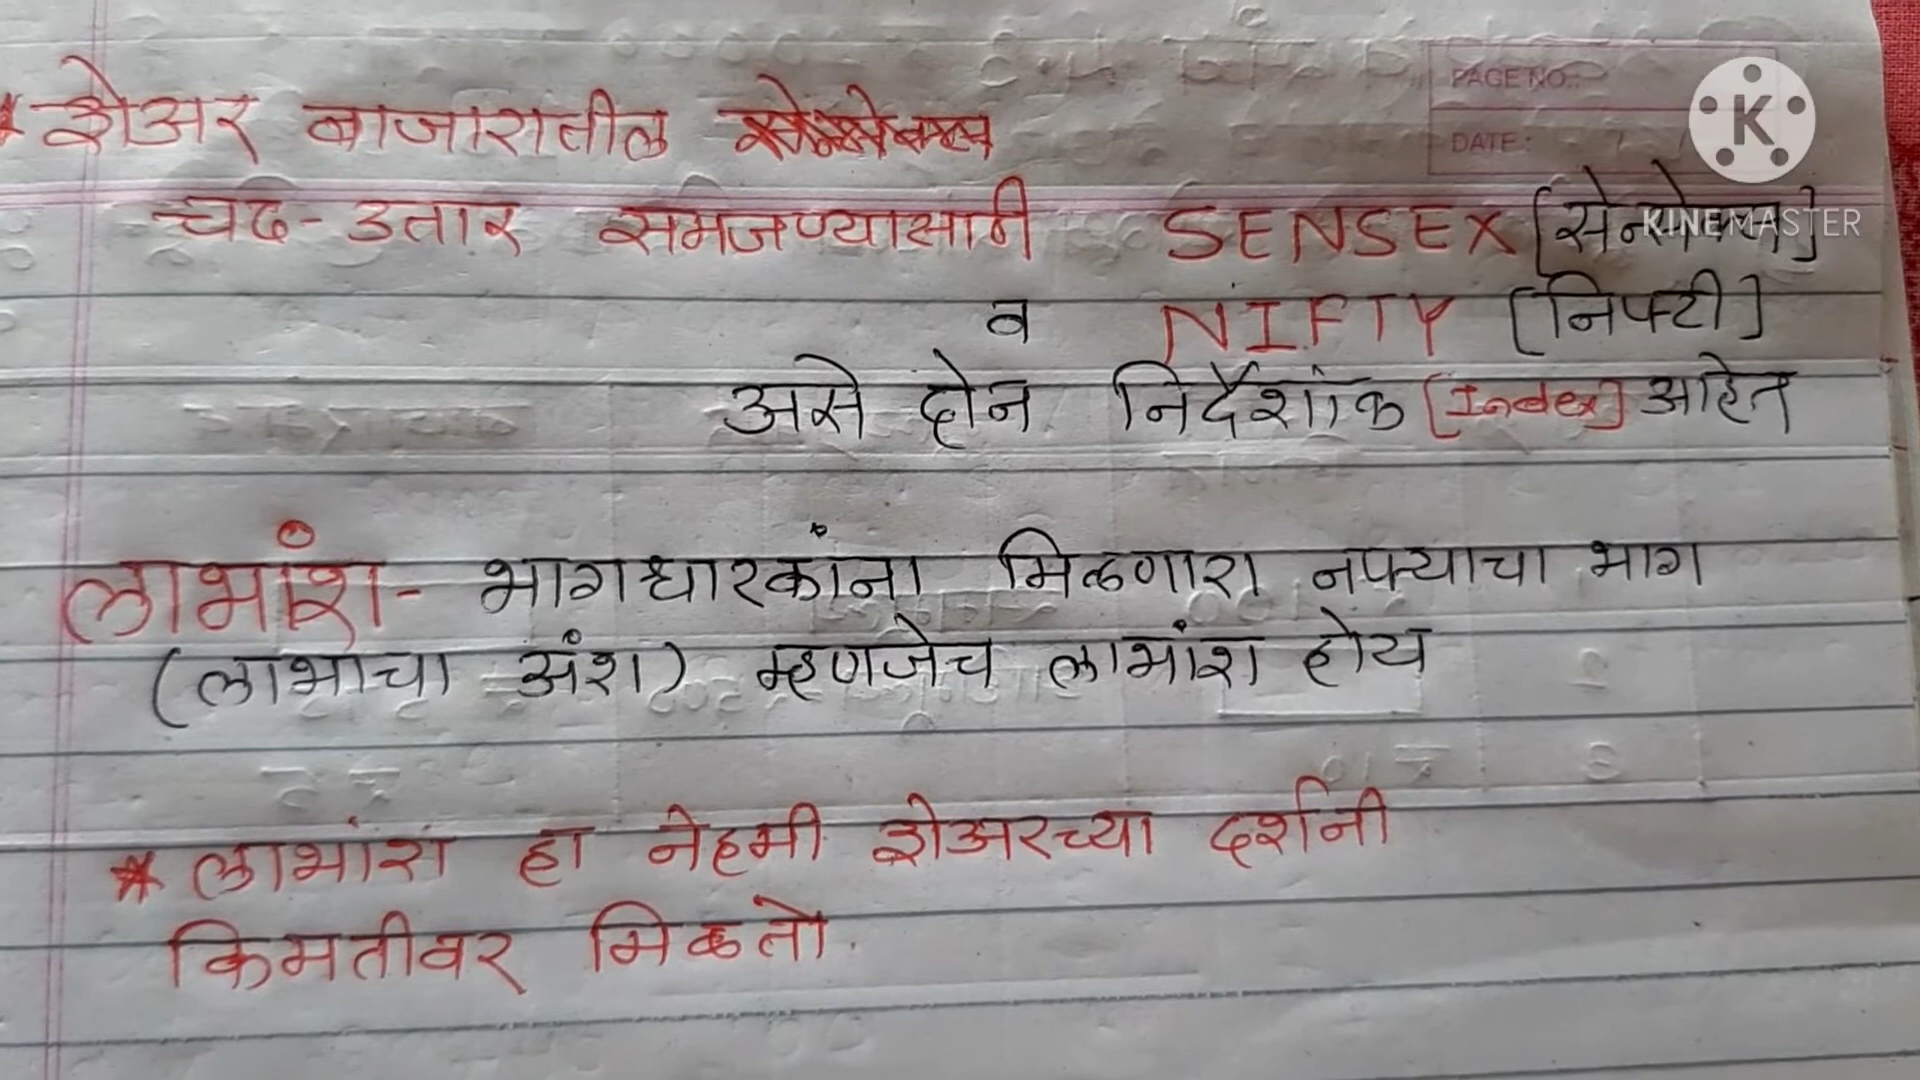 * शेअर बाजारातील
PAGE NO.:
DATE:
K
KINEMASTER
चढ-उतार समजण्यासाठी SENSEX [सेन्सेक्स]
व NIFTY [निफ्टी]
असे दोन निर्देशांक [Index] आहेत
लाभांश- भागधारकांना मिळणारा नफ्याचा भाग
(लाभाचा अंश) म्हणजेच लाभांश होय
* लाभांश हा नेहमी शेअरच्या दर्शनी
किमतीवर मिळतो.